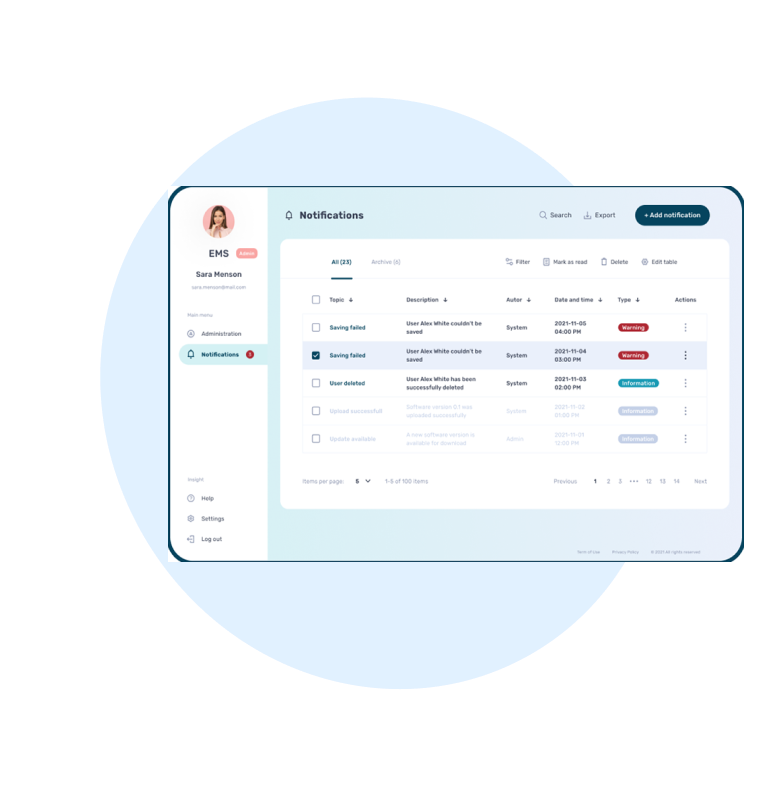 EMS Admin
Sara Menson
sara.menson@mail.com
Main menu
Administration
Notifications
Insight
Help
Settings
Log out
Notifications
Search Export + Add notification
All (23) Archive (6) Filter Mark as read Delete Edit table
Topic Description Autor Date and time Type Actions
Saving failed User Alex White couldn't be saved System 2021-11-05 04:00 PM Warning
Saving failed User Alex White couldn't be saved System 2021-11-04 03:00 PM Warning
User deleted User Alex White has been successfully deleted System 2021-11-03 02:00 PM Information
Upload successfull Software version 0.1 was uploaded successfully System 2021-11-02 01:00 PM Information
Update available A new software version is available for download Admin 2021-11-01 12:00 PM Information
Items per page: 5 1-5 of 100 items Previous 1 2 3 ••• 12 13 14 Next
Term of use Privacy Policy © 2021 All rights reserved